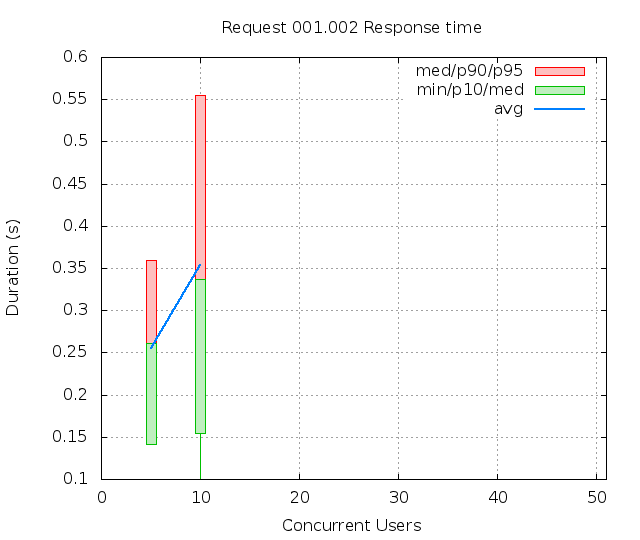 Request 001.002 Response time
med/p90/p95
min/p10/med
avg
0.6
0.55
0.5
0.45
0.4
0.35
0.3
0.25
0.2
0.15
0.1
Duration (s)
0 10 20 30 40 50
Concurrent Users